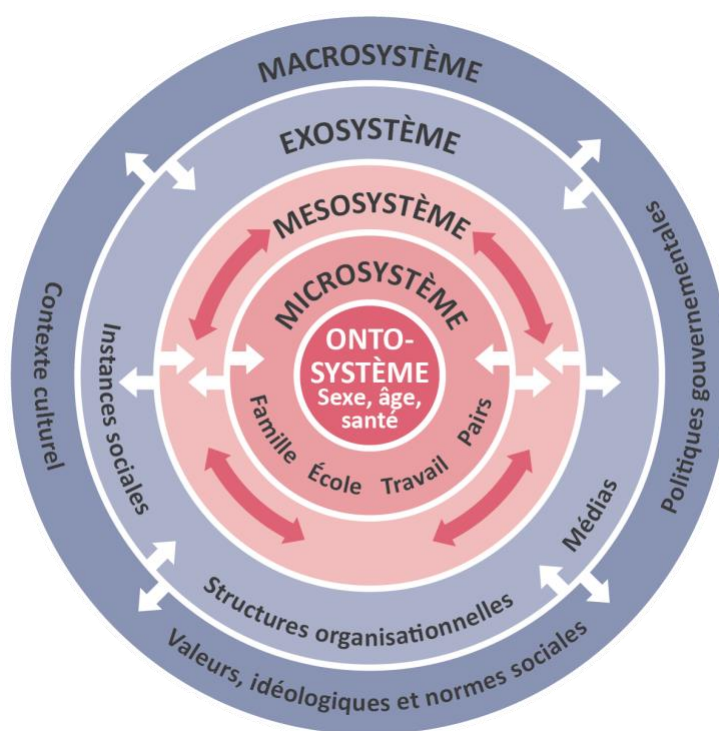 MACROSYSTÈME
EXOSYSTÈME
MESOSYSTÈME
MICROSYSTÈME
ONTO-
SYSTÈME
Sexe, âge,
santé
Famille École Travail Pairs
Instances sociales
Structures organisationnelles
Médias
Contexte culturel
Valeurs, idéologiques et normes sociales
Politiques gouvernementales